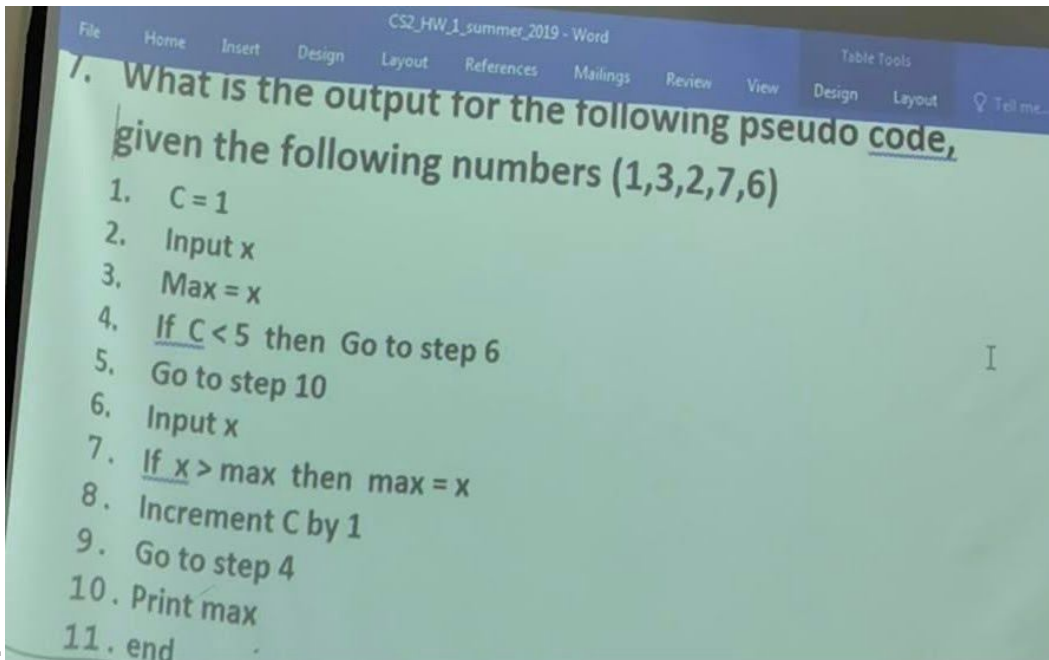 CS2_HW_1_summer_2019 - Word
Table Tools
File Home Insert Design Layout References Mailings Review View Design Layout Tell me...
7. What is the output for the following pseudo code,
given the following numbers (1,3,2,7,6)
1. C = 1
2. Input x
3. Max = x
4. If C < 5 then Go to step 6
5. Go to step 10
6. Input x
7. If x > max then max = x
8. Increment C by 1
9. Go to step 4
10. Print max
11. end